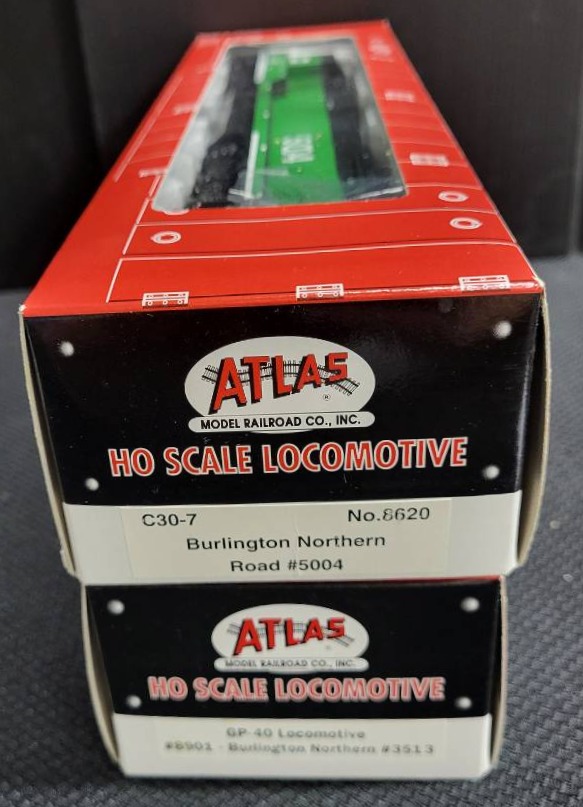 5004
ATLAS
®
MODEL RAILROAD CO., INC.
HO SCALE LOCOMOTIVE
C30-7 No.8620
Burlington Northern
Road #5004
ATLAS
MODEL RAILROAD CO., INC.
HO SCALE LOCOMOTIVE
GP-40 Locomotive
#8901 - Burlington Northern #3513